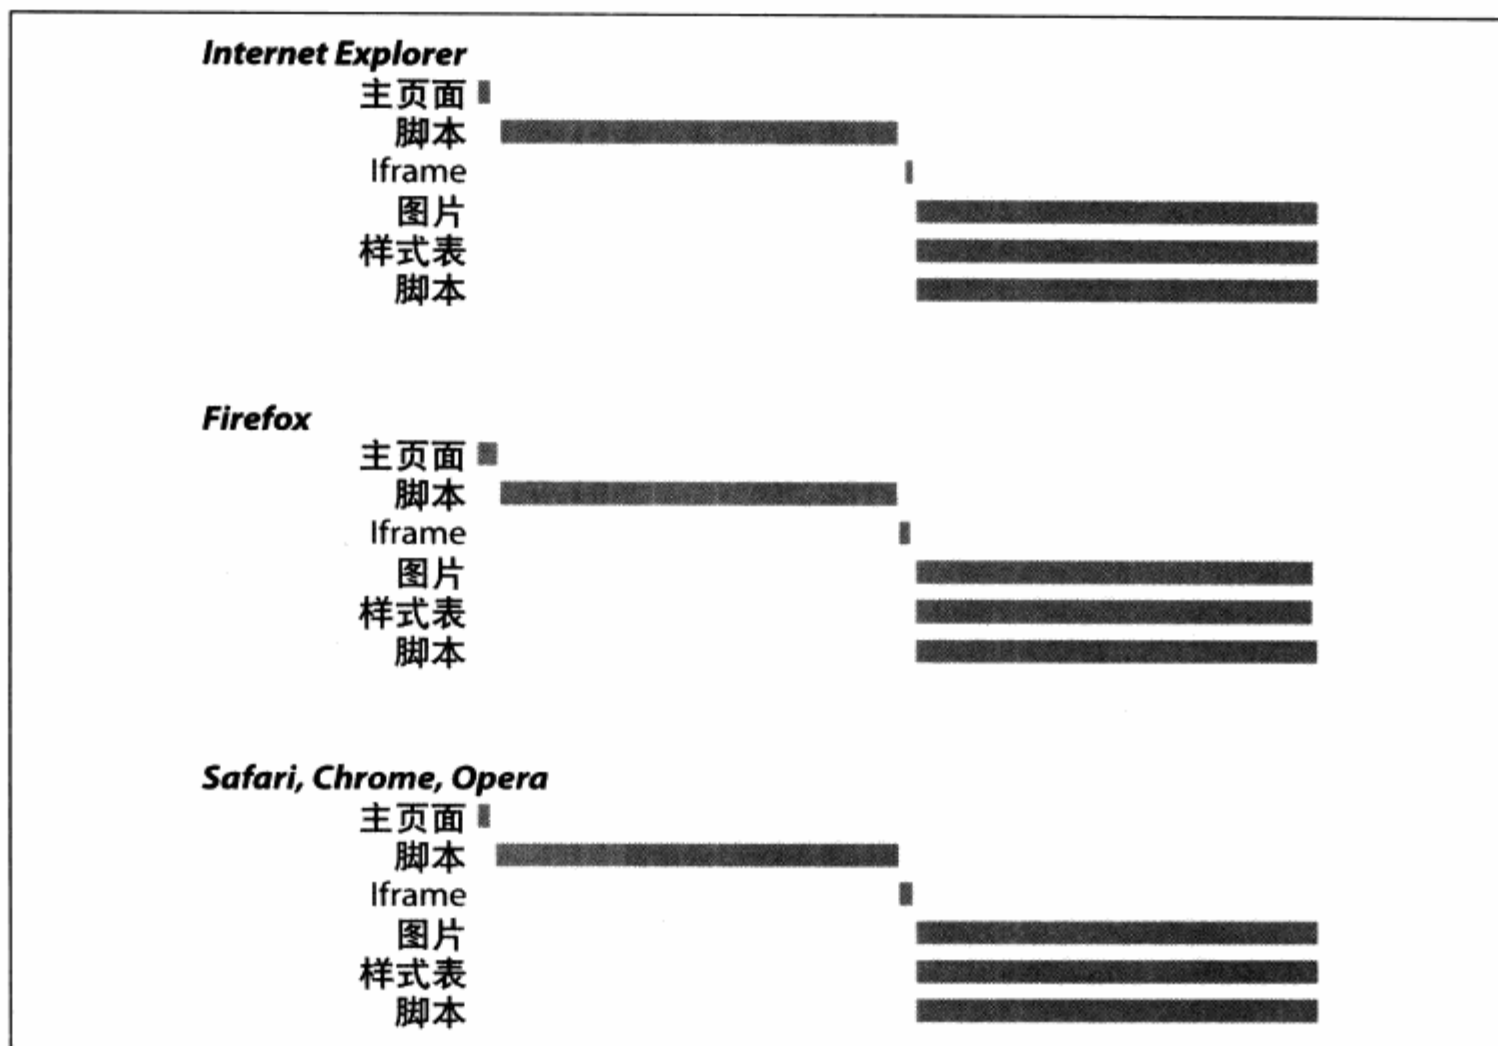 Internet Explorer
主页面
脚本
Iframe
图片
样式表
脚本
Firefox
主页面
脚本
Iframe
图片
样式表
脚本
Safari, Chrome, Opera
主页面
脚本
Iframe
图片
样式表
脚本